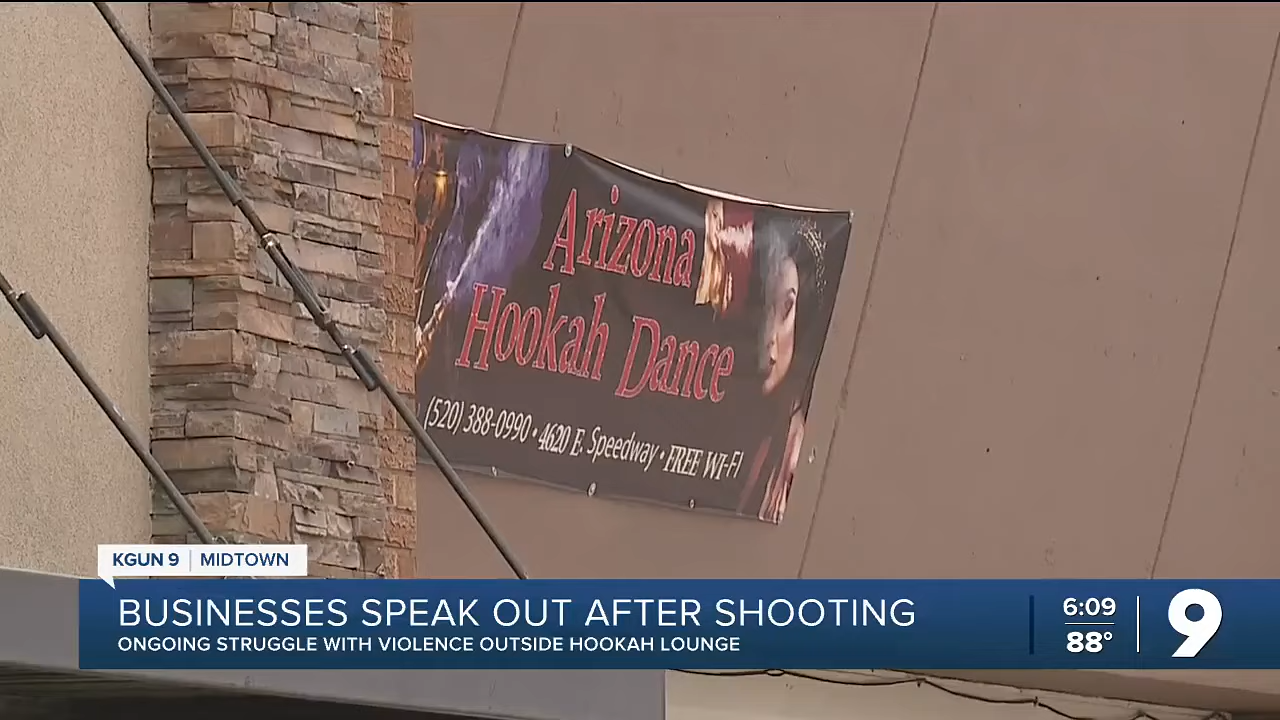 Arizona
Hookah Dance
(520) 388-0990 • 4620 E. Speedway • FREE WI-FI
KGUN 9 | MIDTOWN
BUSINESSES SPEAK OUT AFTER SHOOTING
ONGOING STRUGGLE WITH VIOLENCE OUTSIDE HOOKAH LOUNGE
6:09
88°
9